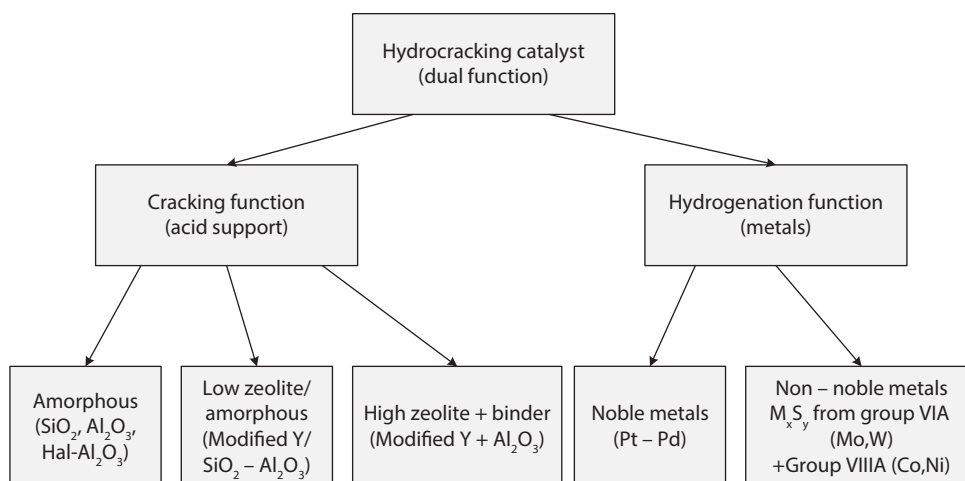 Hydrocracking catalyst
(dual function)
Cracking function
(acid support)
Hydrogenation function
(metals)
Amorphous
(SiO₂, Al₂O₃,
Hal-Al₂O₃)
Low zeolite/
amorphous
(Modified Y/
SiO₂ – Al₂O₃)
High zeolite + binder
(Modified Y + Al₂O₃)
Noble metals
(Pt – Pd)
Non – noble metals
MₓSᵧ from group VIA
(Mo,W)
+Group VIIIA (Co,Ni)